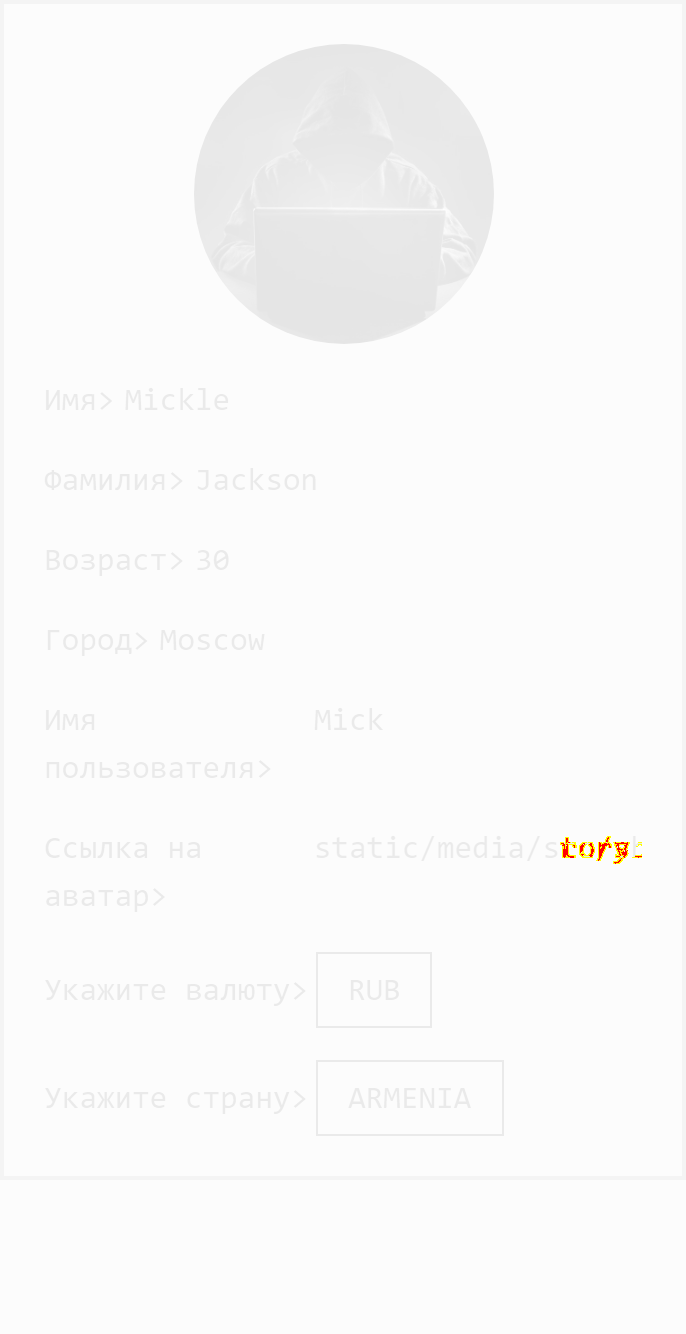 Имя> Mickle
Фамилия> Jackson
Возраст> 30
Город> Moscow
Имя пользователя> Mick
Ссылка на аватар> static/media/s
Укажите валюту> RUB
Укажите страну> ARMENIA